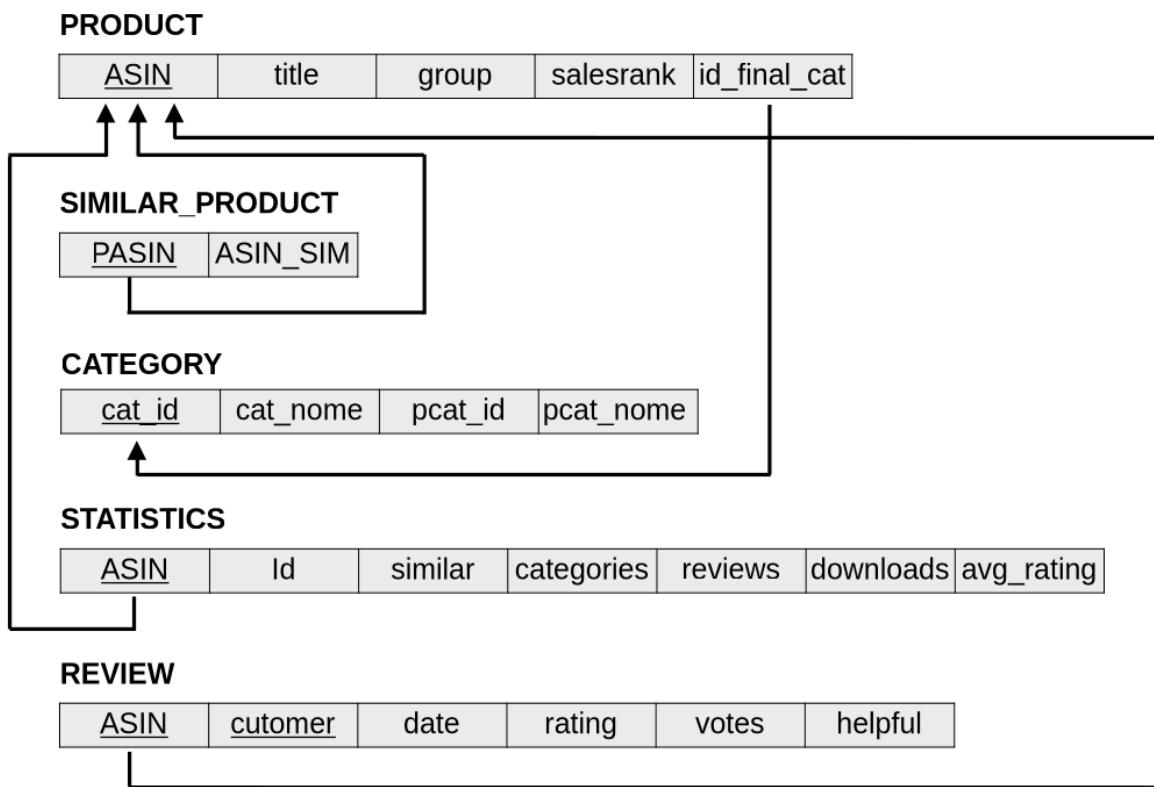 PRODUCT
ASIN title group salesrank id_final_cat
SIMILAR_PRODUCT
PASIN ASIN_SIM
CATEGORY
cat_id cat_nome pcat_id pcat_nome
STATISTICS
ASIN Id similar categories reviews downloads avg_rating
REVIEW
ASIN cutomer date rating votes helpful